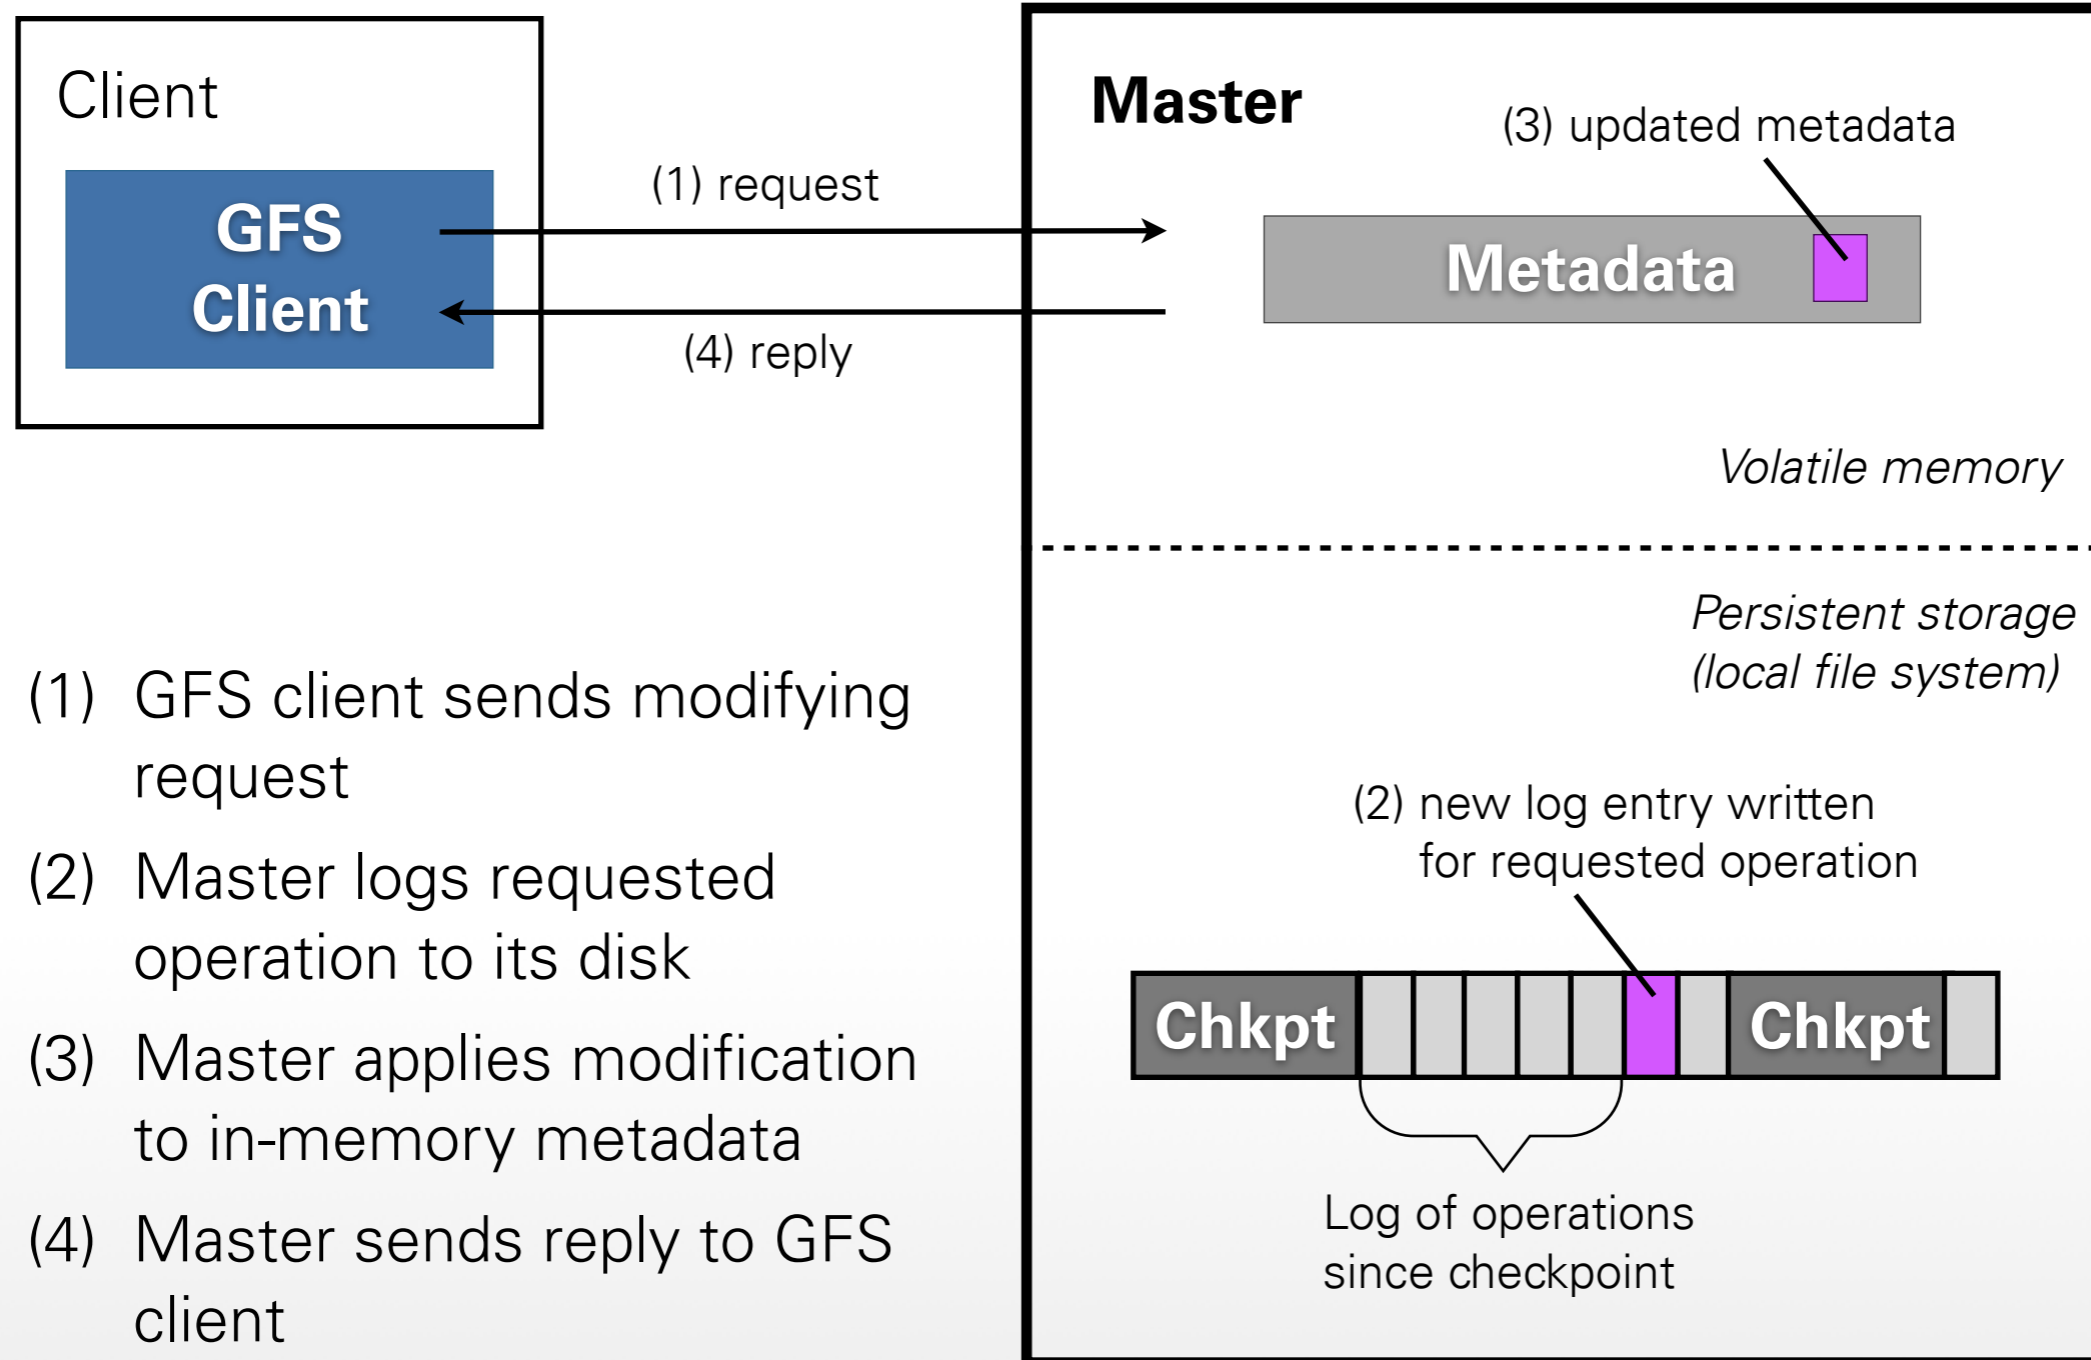 Client
GFS
Client
(1) request
(4) reply
Master
(3) updated metadata
Metadata
Volatile memory
Persistent storage
(local file system)
(2) new log entry written
for requested operation
Chkpt
Chkpt
Log of operations
since checkpoint
(1) GFS client sends modifying
request
(2) Master logs requested
operation to its disk
(3) Master applies modification
to in-memory metadata
(4) Master sends reply to GFS
client